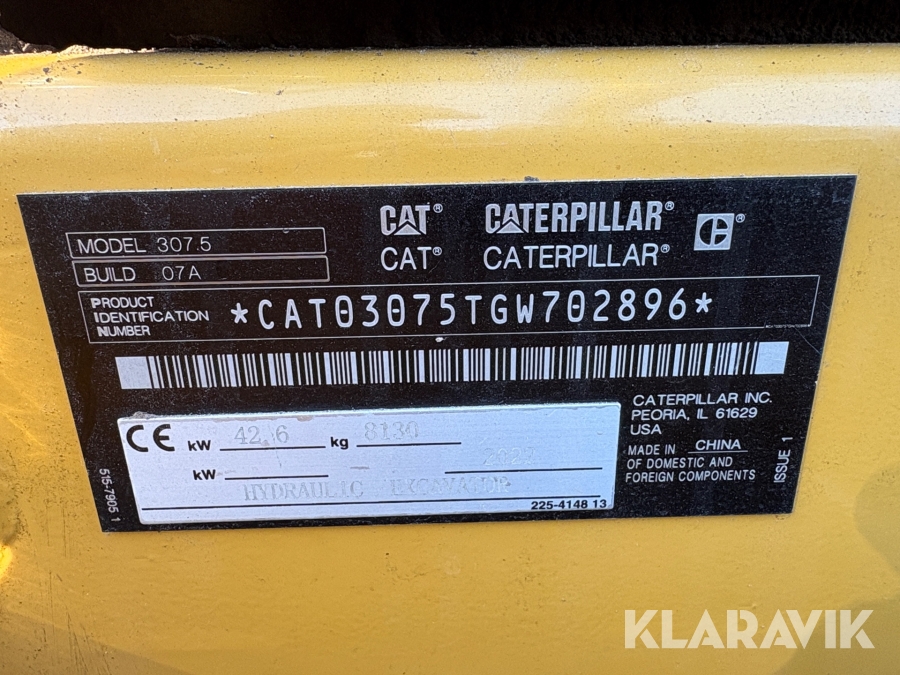 CAT® CATERPILLAR® CE®
CAT® CATERPILLAR®
MODEL 307.5
BUILD 07A
PRODUCT
IDENTIFICATION
NUMBER
*CAT03075TGW702896*
CATERPILLAR INC.
PEORIA, IL 61629
USA
MADE IN CHINA
OF DOMESTIC AND
FOREIGN COMPONENTS
ISSUE 1
515-7905 1
CE kW 42.6 kg 8130
kW
HYDRAULIC EXCAVATOR
225-4148 13
KLARAVIK